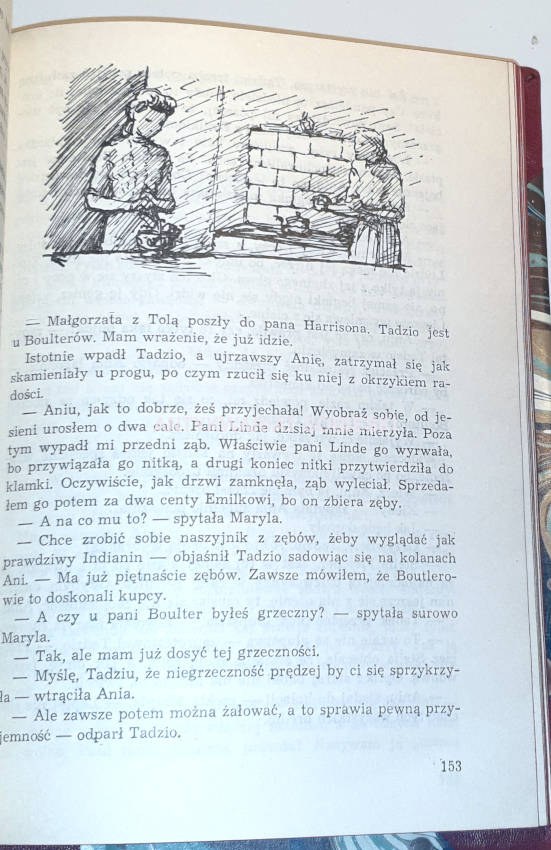 — Małgorzata z Tolą poszły do pana Harrisona. Tadzio jest
u Boulterów. Mam wrażenie, że już idzie.
Istotnie wpadł Tadzio, a ujrzawszy Anię, zatrzymał się jak
skamieniały u progu, po czym rzucił się ku niej z okrzykiem ra-
dości.
— Aniu, jak to dobrze, żeś przyjechała! Wyobraź sobie, od je-
sieni urosłem o dwa cale. Pani Linde dzisiaj mnie mierzyła. Poza
tym wypadł mi przedni ząb. Właściwie pani Linde go wyrwała,
bo przywiązała go nitką, a drugi koniec nitki przytwierdziła do
klamki. Oczywiście, jak drzwi zamknęła, ząb wyleciał. Sprzeda-
łem go potem za dwa centy Emilkowi, bo on zbiera zęby.
— A na co mu to? — spytała Maryla.
— Chce zrobić sobie naszyjnik z zębów, żeby wyglądać jak
prawdziwy Indianin — objaśnił Tadzio sadowiąc się na kolanach
Ani. — Ma już piętnaście zębów. Zawsze mówiłem, że Boutlero-
wie to doskonali kupcy.
— A czy u pani Boulter byłeś grzeczny? — spytała surowo
Maryla.
— Tak, ale mam już dosyć tej grzeczności.
— Myślę, Tadziu, że niegrzeczność prędzej by ci się sprzykrzy-
ła — wtrąciła Ania.
— Ale zawsze potem można żałować, a to sprawia pewną przy-
jemność — odparł Tadzio.
153